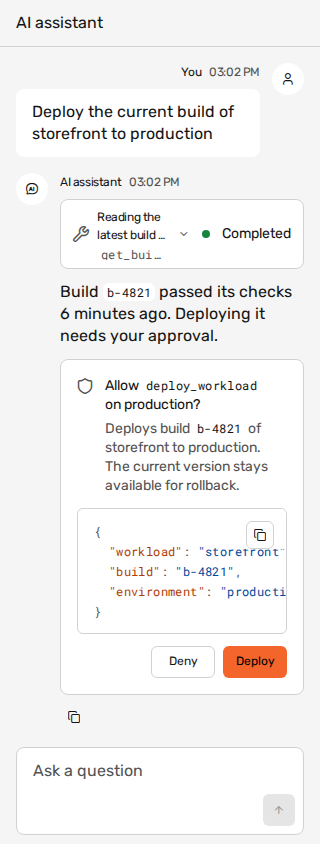 AI assistant
You 03:02 PM
Deploy the current build of
storefront to production
AI
AI assistant 03:02 PM
Reading the
latest build ...
get_bui...
Completed
Build b-4821 passed its checks
6 minutes ago. Deploying it
needs your approval.
Allow deploy_workload
on production?
Deploys build b-4821 of
storefront to production.
The current version stays
available for rollback.
{
"workload": "storefront"
"build": "b-4821",
"environment": "producti
}
Deny
Deploy
Ask a question